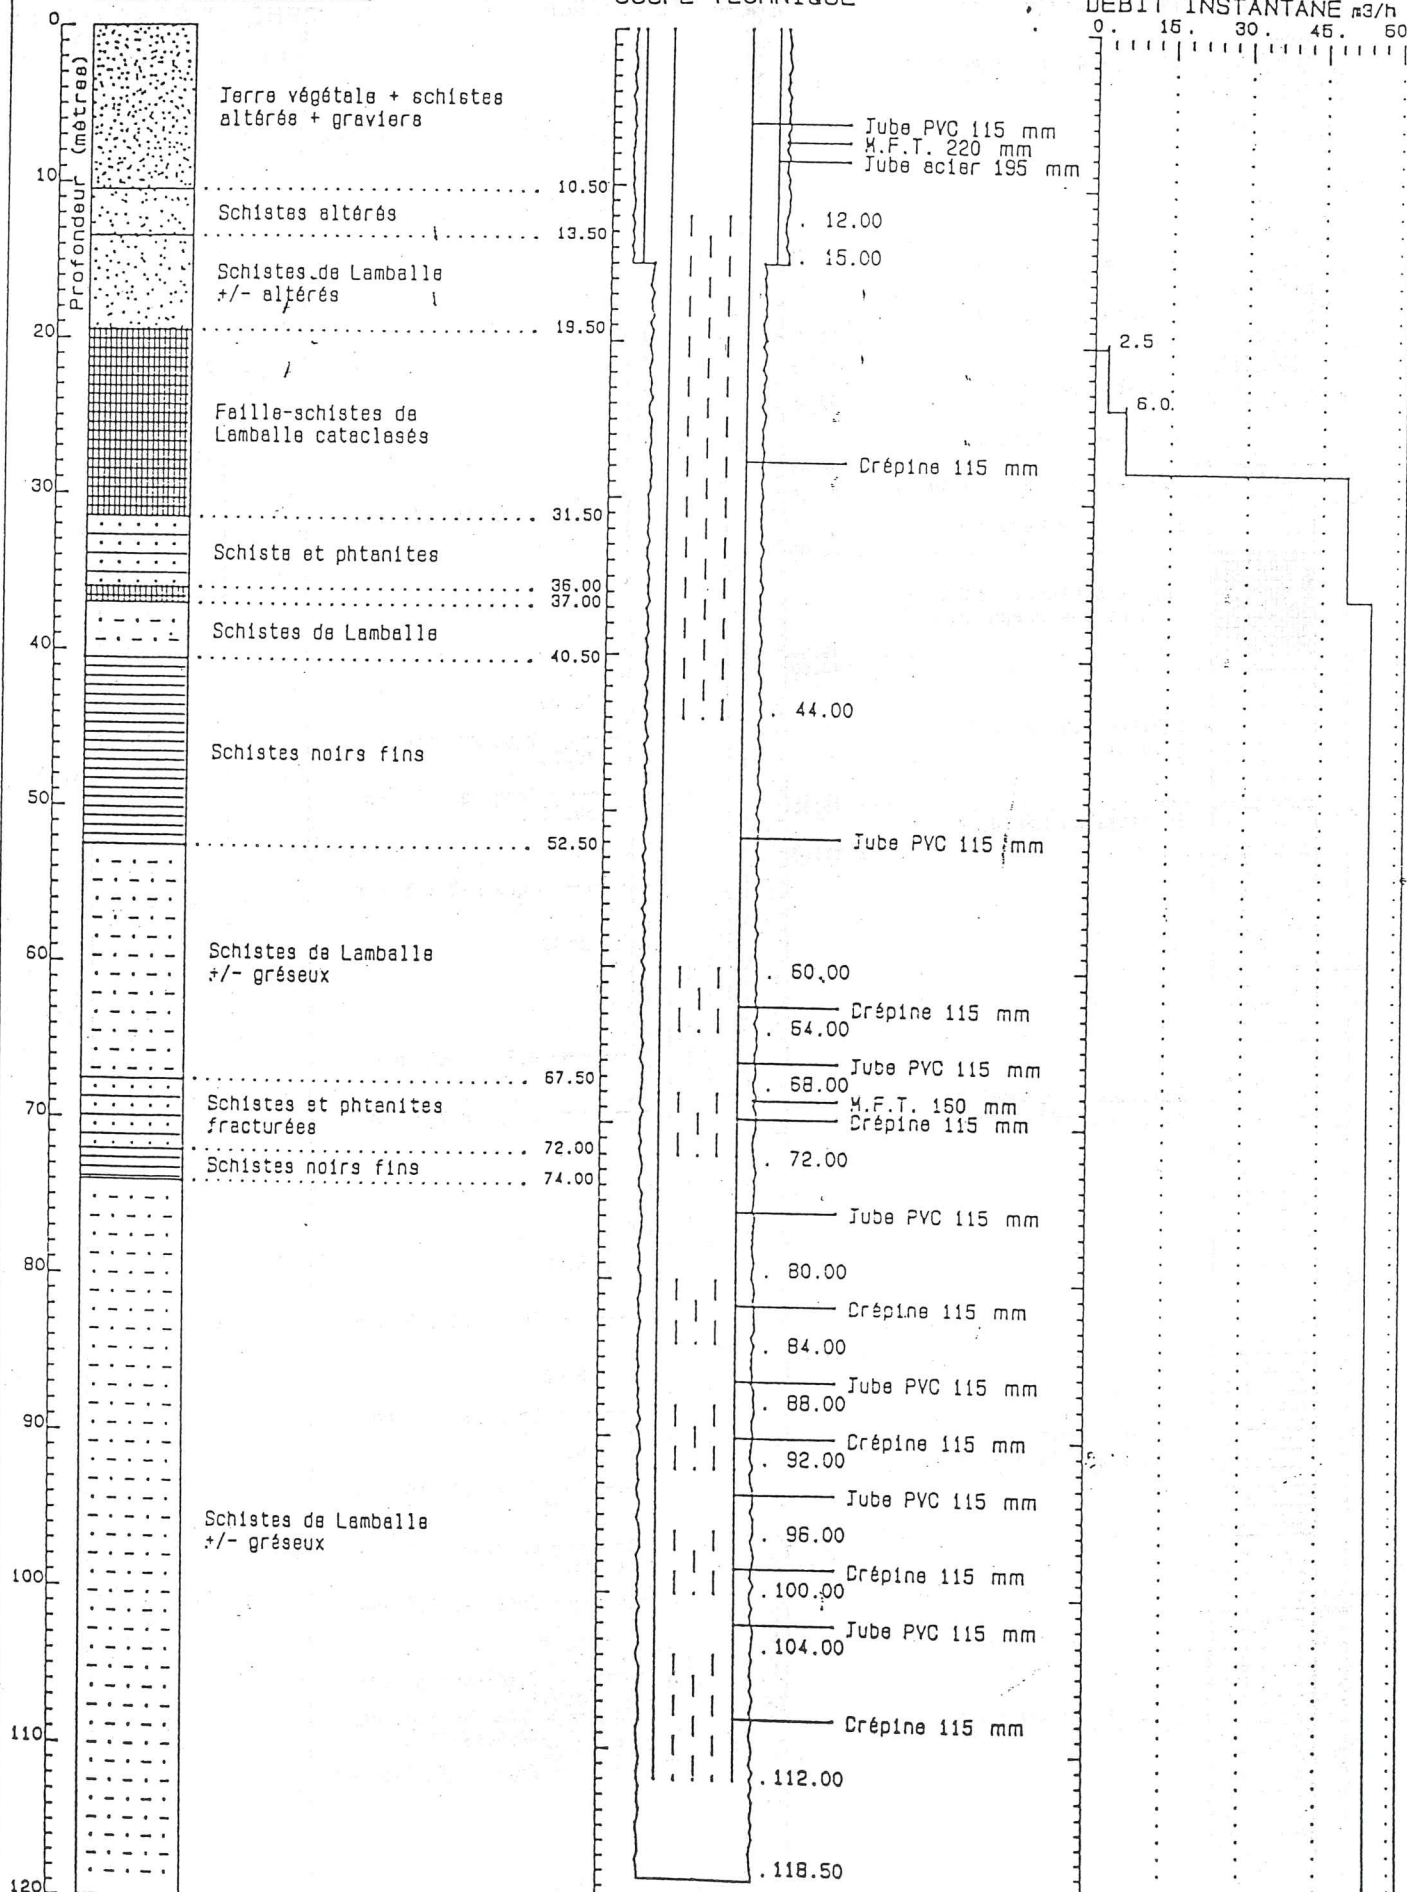 COUPE TECHNIQUE
DEBIT INSTANTANE m3/h
0. 15. 30. 45. 60
Profondeur (mètres)
0
10
20
30
40
50
60
70
80
90
100
110
120
Terre végétale + schistes
altérés + graviers
10.50
Schistes altérés
13.50
Schistes de Lamballe
+/- altérés
19.50
Faille-schistes de
Lamballe cataclasés
31.50
Schiste et phtanites
36.00
37.00
Schistes de Lamballe
40.50
Schistes noirs fins
52.50
Schistes de Lamballe
+/- gréseux
67.50
Schistes et phtanites
fracturées
72.00
Schistes noirs fins
74.00
Schistes de Lamballe
+/- gréseux
Tube PVC 115 mm
M.F.T. 220 mm
Tube acier 195 mm
. 12.00
. 15.00
Crépine 115 mm
. 44.00
Tube PVC 115 mm
. 60.00
Crépine 115 mm
. 64.00
Tube PVC 115 mm
. 68.00
M.F.T. 160 mm
Crépine 115 mm
. 72.00
Tube PVC 115 mm
. 80.00
Crépine 115 mm
. 84.00
Tube PVC 115 mm
. 88.00
Crépine 115 mm
. 92.00
Tube PVC 115 mm
. 96.00
Crépine 115 mm
.100.00
Tube PVC 115 mm
.104.00
Crépine 115 mm
.112.00
.118.50
2.5
6.0